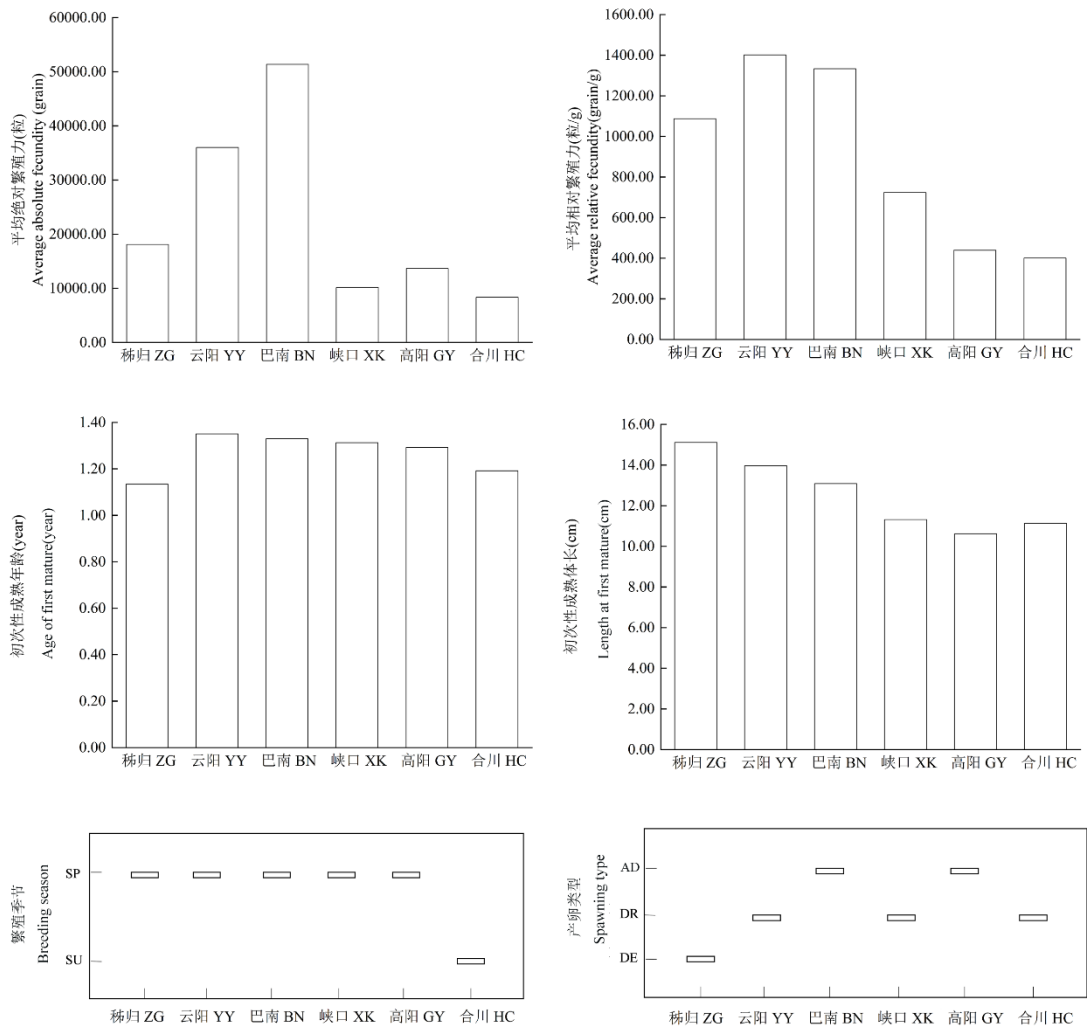 60000.00
50000.00
40000.00
30000.00
20000.00
10000.00
0.00
平均绝对繁殖力(粒)
Average absolute fecundity (grain)
秭归 ZG 云阳 YY 巴南 BN 峡口 XK 高阳 GY 合川 HC
1600.00
1400.00
1200.00
1000.00
800.00
600.00
400.00
200.00
0.00
平均相对繁殖力(粒/g)
Average relative fecundity(grain/g)
秭归 ZG 云阳 YY 巴南 BN 峡口 XK 高阳 GY 合川 HC
1.40
1.20
1.00
0.80
0.60
0.40
0.20
0.00
初次性成熟年龄(year)
Age of first mature(year)
秭归 ZG 云阳 YY 巴南 BN 峡口 XK 高阳 GY 合川 HC
16.00
14.00
12.00
10.00
8.00
6.00
4.00
2.00
0.00
初次性成熟体长(cm)
Length at first mature(cm)
秭归 ZG 云阳 YY 巴南 BN 峡口 XK 高阳 GY 合川 HC
SP
SU
繁殖季节
Breeding season
秭归 ZG 云阳 YY 巴南 BN 峡口 XK 高阳 GY 合川 HC
AD
DR
DE
产卵类型
Spawning type
秭归 ZG 云阳 YY 巴南 BN 峡口 XK 高阳 GY 合川 HC